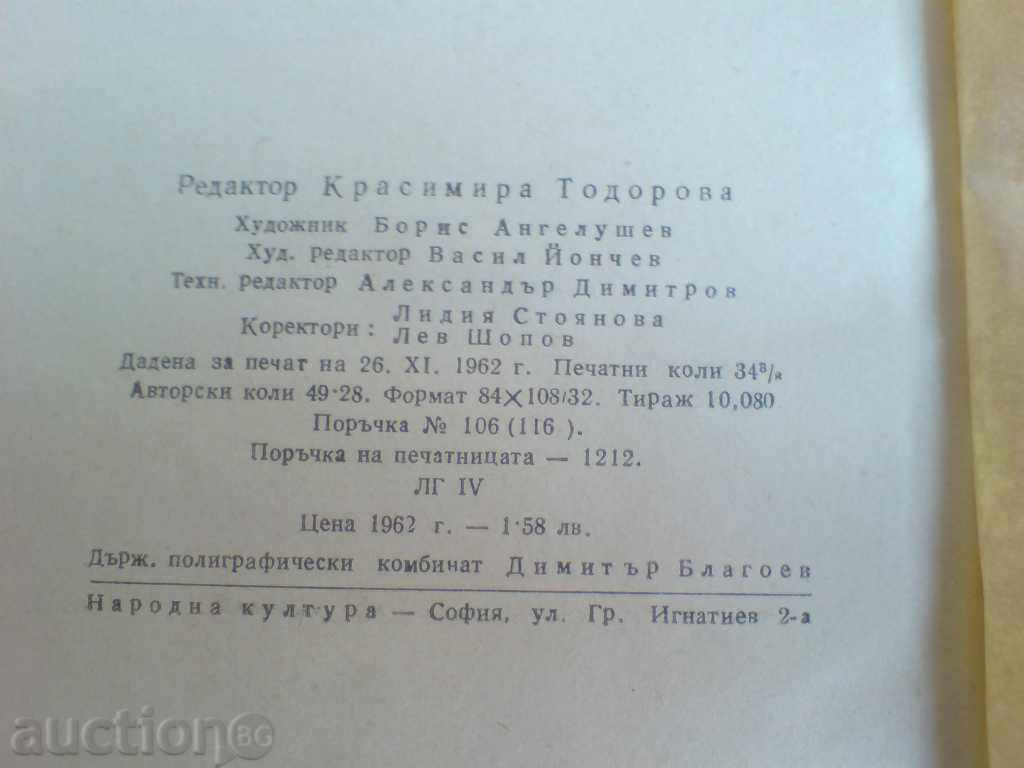 Редактор Красимира Тодорова
Художник Борис Ангелушев
Худ. редактор Васил Йончев
Техн. редактор Александър Димитров
Коректори: Лидия Стоянова
Лев Шопов
Дадена за печат на 26. XI. 1962 г. Печатни коли
Авторски коли 49·28. Формат 84×108/32. Тираж 10,080
Поръчка № 106 (116 ).
Поръчка на печатницата — 1212.
ЛГ IV
Цена 1962 г. — 1·58 лв.
Държ. полиграфически комбинат Димитър Благоев
Народна култура — София, ул. Гр. Игнатиев 2-а
auction BG